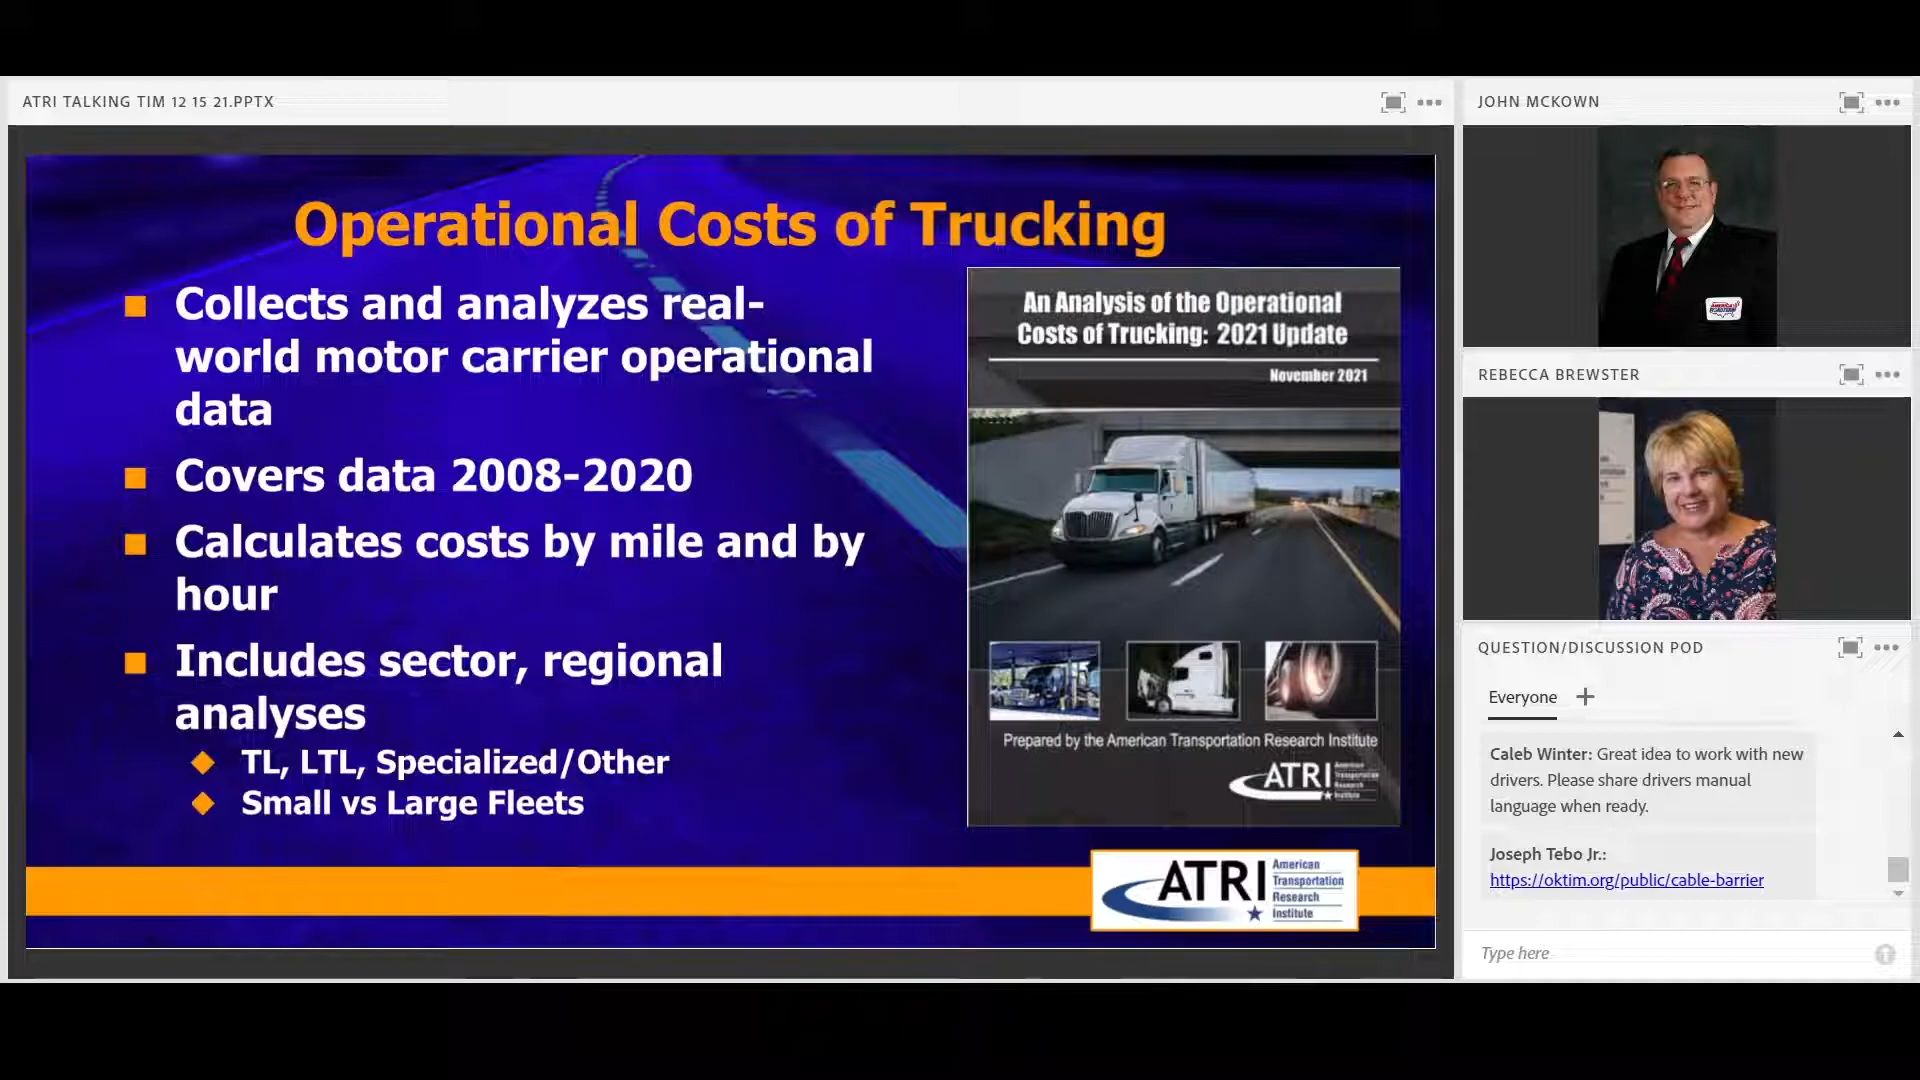 ATRI TALKING TIM 12 15 21.PPTX
Operational Costs of Trucking
Collects and analyzes real-
world motor carrier operational
data
Covers data 2008-2020
Calculates costs by mile and by
hour
Includes sector, regional
analyses
TL, LTL, Specialized/Other
Small vs Large Fleets
An Analysis of the Operational
Costs of Trucking: 2021 Update
November 2021
Prepared by the American Transportation Research Institute
ATRI
American
Transportation
Research
Institute
ATRI
American
Transportation
Research
Institute
JOHN MCKOWN
REBECCA BREWSTER
QUESTION/DISCUSSION POD
Everyone
Caleb Winter: Great idea to work with new
drivers. Please share drivers manual
language when ready.
Joseph Tebo Jr.:
https://oktim.org/public/cable-barrier
Type here